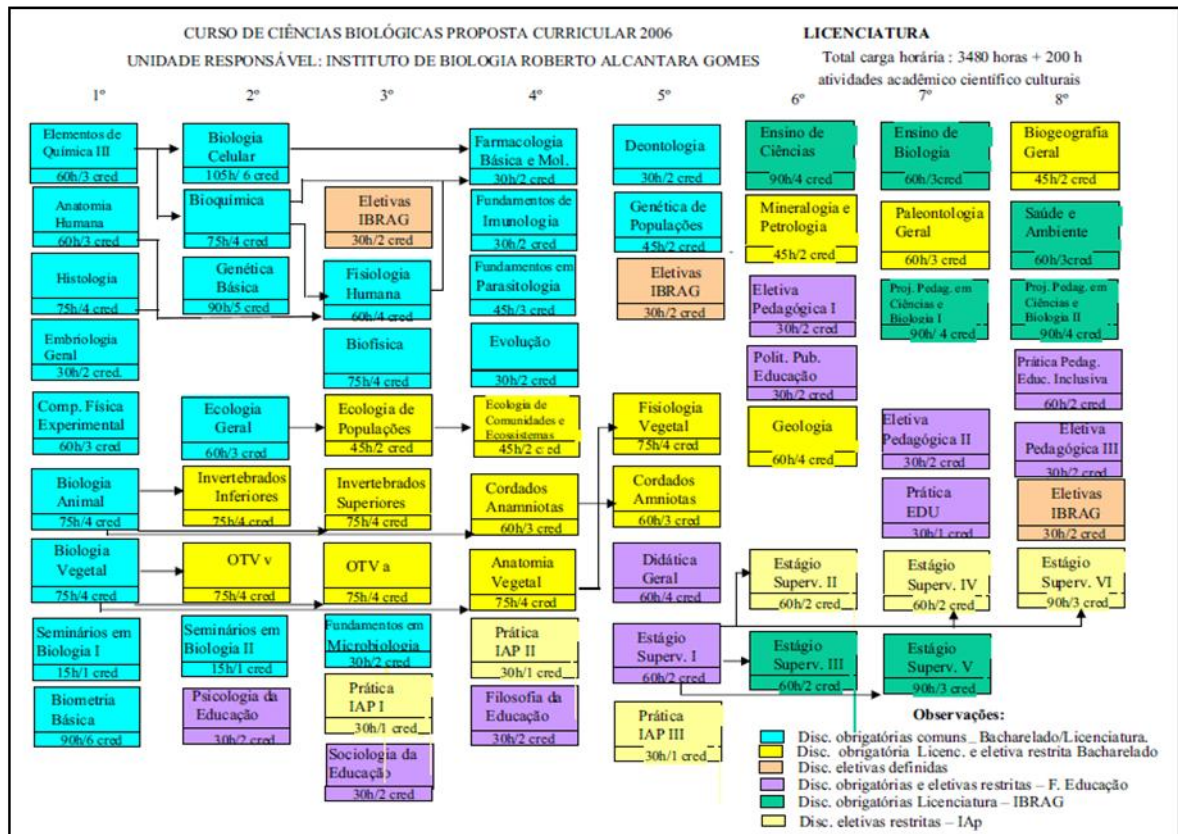 CURSO DE CIÊNCIAS BIOLÓGICAS PROPOSTA CURRICULAR 2006
LICENCIATURA
UNIDADE RESPONSÁVEL: INSTITUTO DE BIOLOGIA ROBERTO ALCANTARA GOMES
Total carga horária : 3480 horas + 200 h
atividades acadêmico científico culturais
1º
Elementos de
Química III
60h/3 cred
Anatomia
Humana
60h/3 cred
Histologia
75h/4 cred
Embriologia
Geral
30h/2 cred.
Comp. Física
Experimental
60h/3 cred
Biologia
Animal
75h/4 cred
Biologia
Vegetal
75h/4 cred
Seminários em
Biologia I
15h/1 cred
Biometria
Básica
90h/6 cred
2º
Biologia
Celular
105h/ 6 cred
Bioquímica
75h/4 cred
Genética
Básica
90h/5 cred
Ecologia
Geral
60h/3 cred
Invertebrados
Inferiores
75h/4 cred
OTV v
75h/4 cred
Seminários em
Biologia II
15h/1 cred
Psicologia da
Educação
30h/2 cred
3º
Eletivas
IBRAG
30h/2 cred
Fisiologia
Humana
60h/4 cred
Biofísica
75h/4 cred
Ecologia de
Populações
45h/2 cred
Invertebrados
Superiores
75h/4 cred
OTV a
75h/4 cred
Fundamentos em
Microbiologia
30h/2 cred
Prática
IAP I
30h/1 cred
Sociologia da
Educação
30h/2 cred
4º
Farmacologia
Básica e Mol.
30h/2 cred
Fundamentos de
Imunologia
30h/2 cred
Fundamentos em
Parasitologia
45h/3 cred
Evolução
30h/2 cred
Ecologia de
Comunidades e
Ecossistemas
45h/2 cred
Cordados
Anamniotas
60h/3 cred
Anatomia
Vegetal
75h/4 cred
Prática
IAP II
30h/1 cred
Filosofia da
Educação
30h/2 cred
5º
Deontologia
30h/2 cred
Genética de
Populações
45h/2 cred
Eletivas
IBRAG
30h/2 cred
Fisiologia
Vegetal
75h/4 cred
Cordados
Amniotas
60h/3 cred
Didática
Geral
60h/4 cred
Estágio
Superv. I
60h/2 cred
Prática
IAP III
30h/1 cred
6º
Ensino de
Ciências
90h/4 cred
Mineralogia e
Petrologia
45h/2 cred
Eletiva
Pedagógica I
30h/2 cred
Polit. Pub.
Educação
30h/2 cred
Geologia
60h/4 cred
Estágio
Superv. II
60h/2 cred
Estágio
Superv. III
60h/2 cred
7º
Ensino de
Biologia
60h/3cred
Paleontologia
Geral
60h/3 cred
Proj. Pedag. em
Ciências e
Biologia I
90h/ 4 cred
Eletiva
Pedagógica II
30h/2 cred
Prática
EDU
30h/1 cred
Estágio
Superv. IV
60h/2 cred
Estágio
Superv. V
90h/3 cred
8º
Biogeografia
Geral
45h/2 cred
Saúde e
Ambiente
60h/3cred
Proj. Pedag. em
Ciências e
Biologia II
90h/4 cred
Prática Pedag.
Educ. Inclusiva
60h/2 cred
Eletiva
Pedagógica III
30h/2 cred
Eletivas
IBRAG
30h/2 cred
Estágio
Superv. VI
90h/3 cred
Observações:
Disc. obrigatórias comuns _ Bacharelado/Licenciatura.
Disc. obrigatória Licenc. e eletiva restrita Bacharelado
Disc. eletivas definidas
Disc. obrigatórias e eletivas restritas – F. Educação
Disc. obrigatórias Licenciatura – IBRAG
Disc. eletivas restritas – IAp